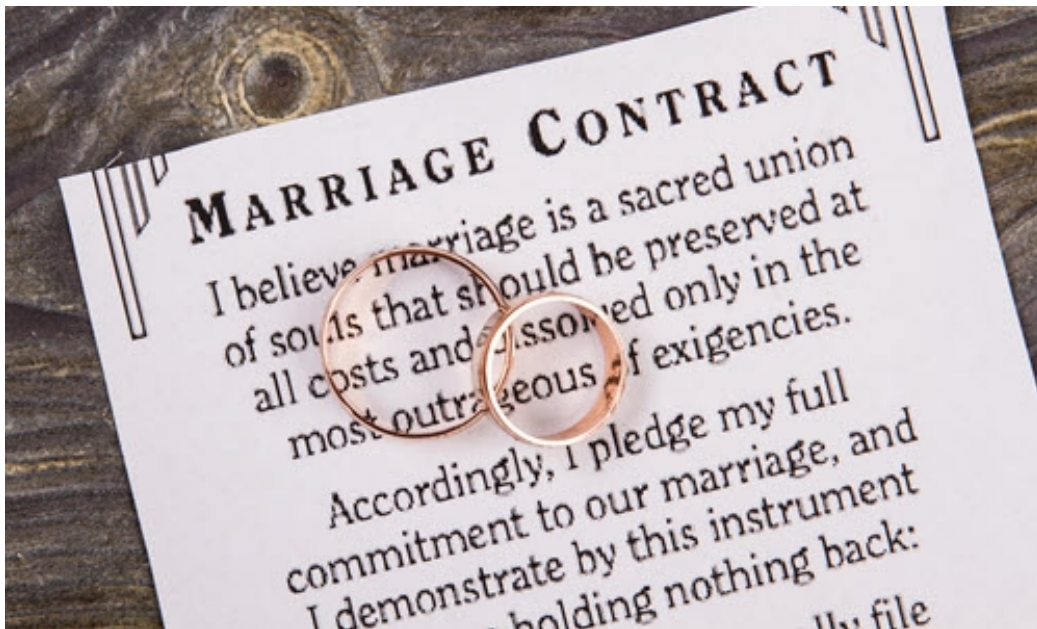 MARRIAGE CONTRACT
I believe marriage is a sacred union
of souls that should be preserved at
all costs and dissolved only in the
most outrageous of exigencies.
Accordingly, I pledge my full
commitment to our marriage, and
I demonstrate by this instrument
holding nothing back:
file